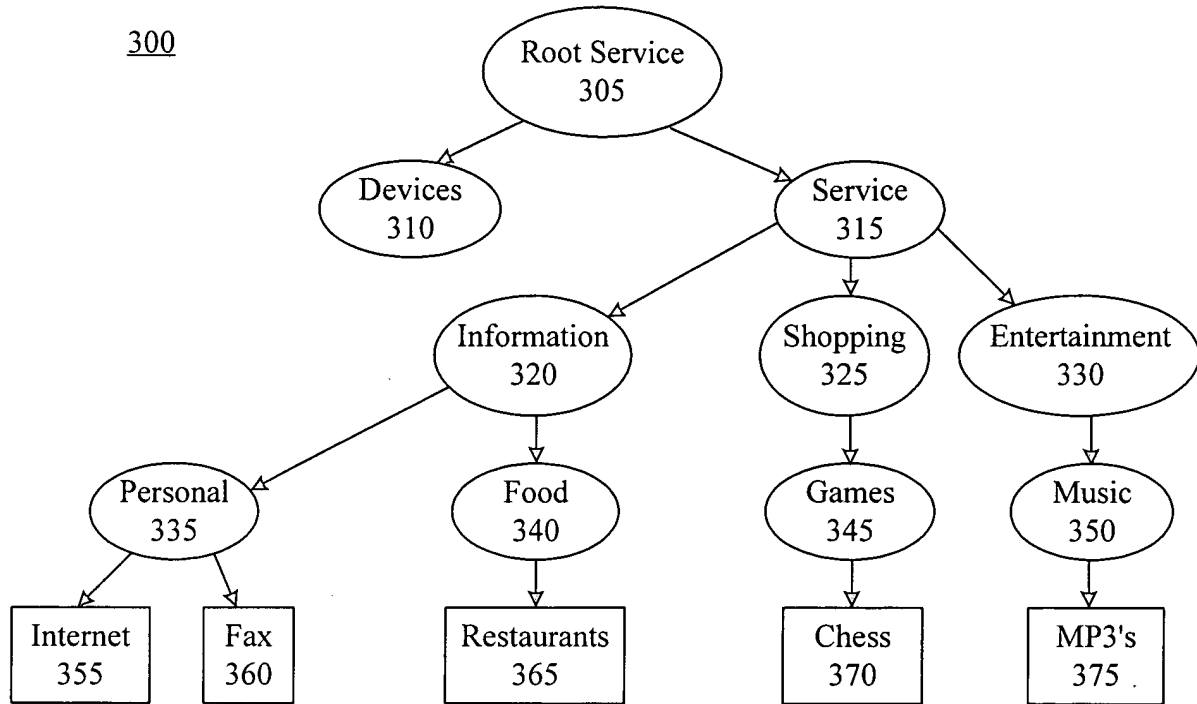 300
Root Service
305
Devices
310
Service
315
Information
320
Shopping
325
Entertainment
330
Personal
335
Food
340
Games
345
Music
350
Internet
355
Fax
360
Restaurants
365
Chess
370
MP3's
375